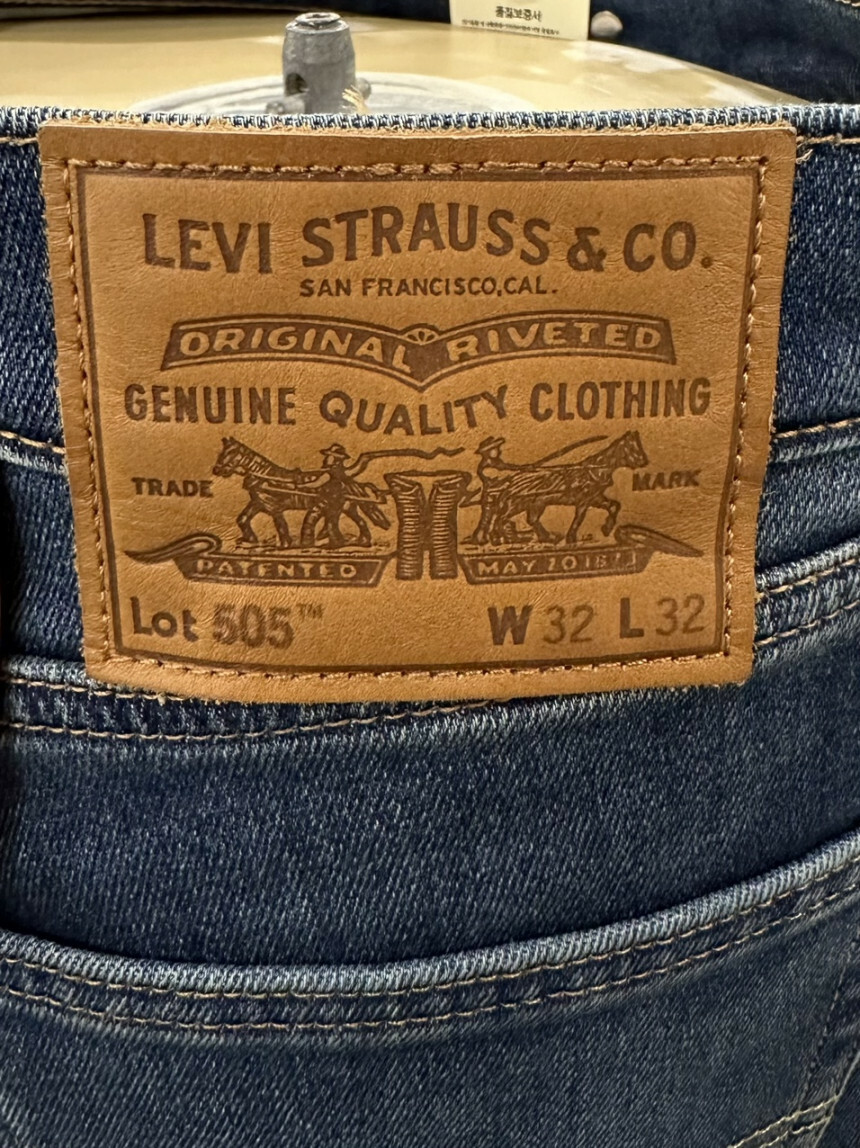 품질보증서
LEVI STRAUSS & CO.
SAN FRANCISCO, CAL.
ORIGINAL RIVETED
GENUINE QUALITY CLOTHING
TRADE MARK
PATENTED MAY 20 1873
Lot 505™ W 32 L 32